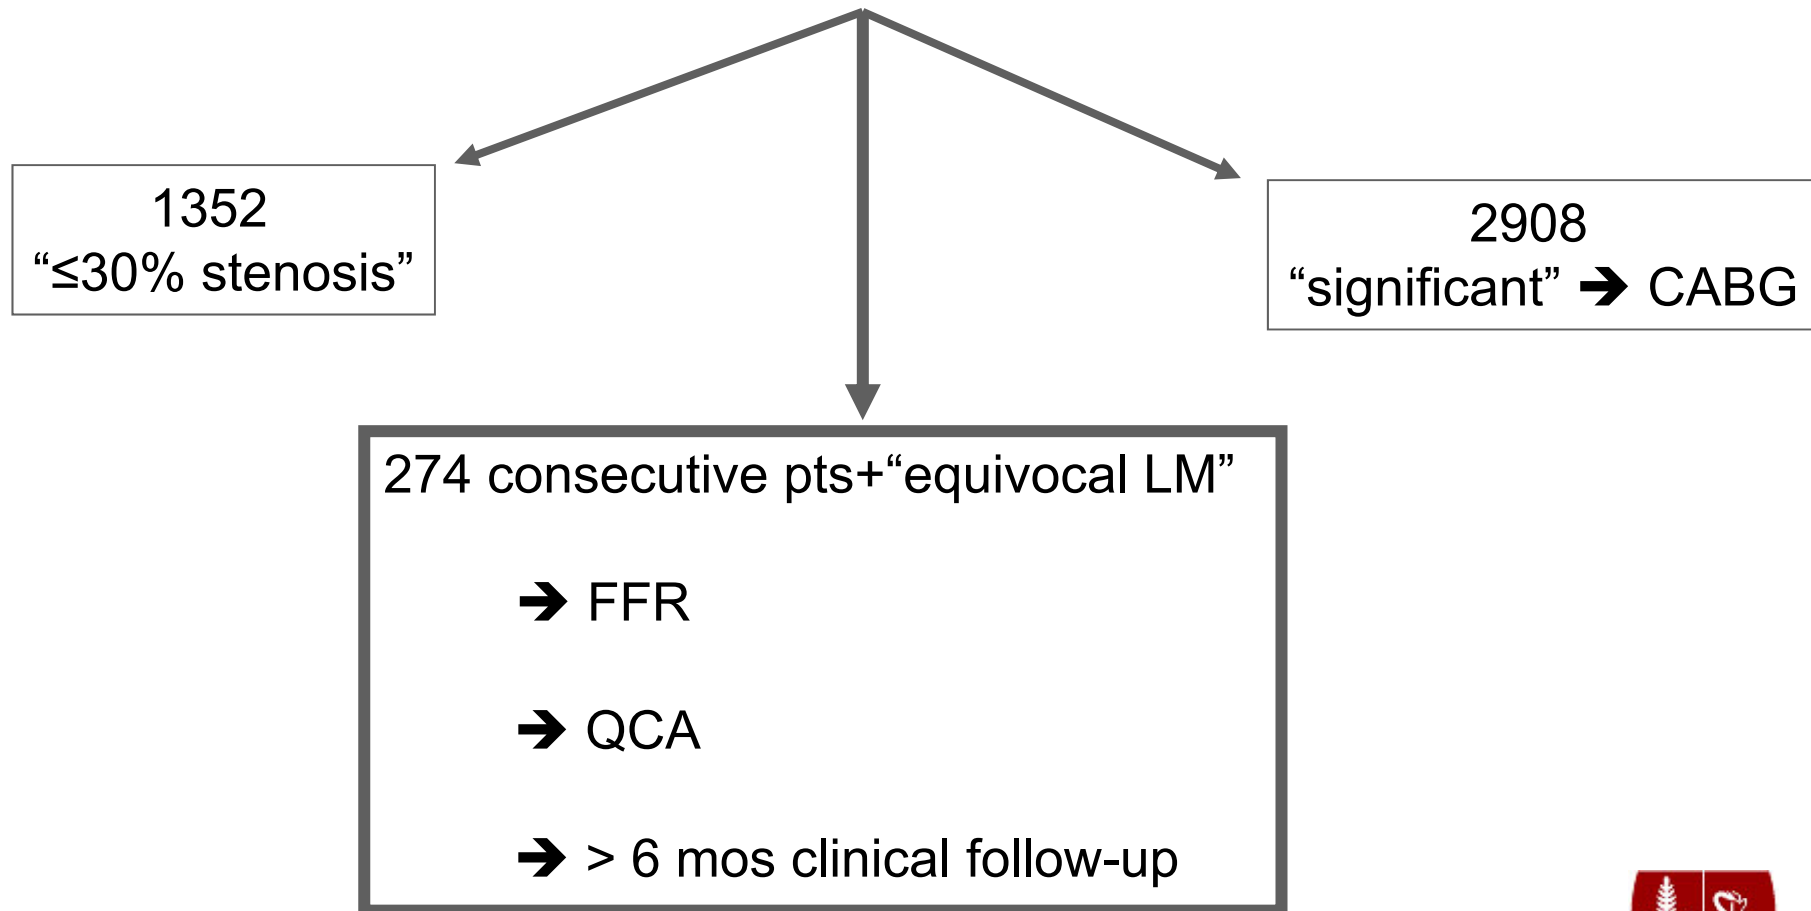 1352
“≤30% stenosis”
2908
“significant” ➔ CABG
274 consecutive pts+“equivocal LM”
➔ FFR
➔ QCA
➔ > 6 mos clinical follow-up